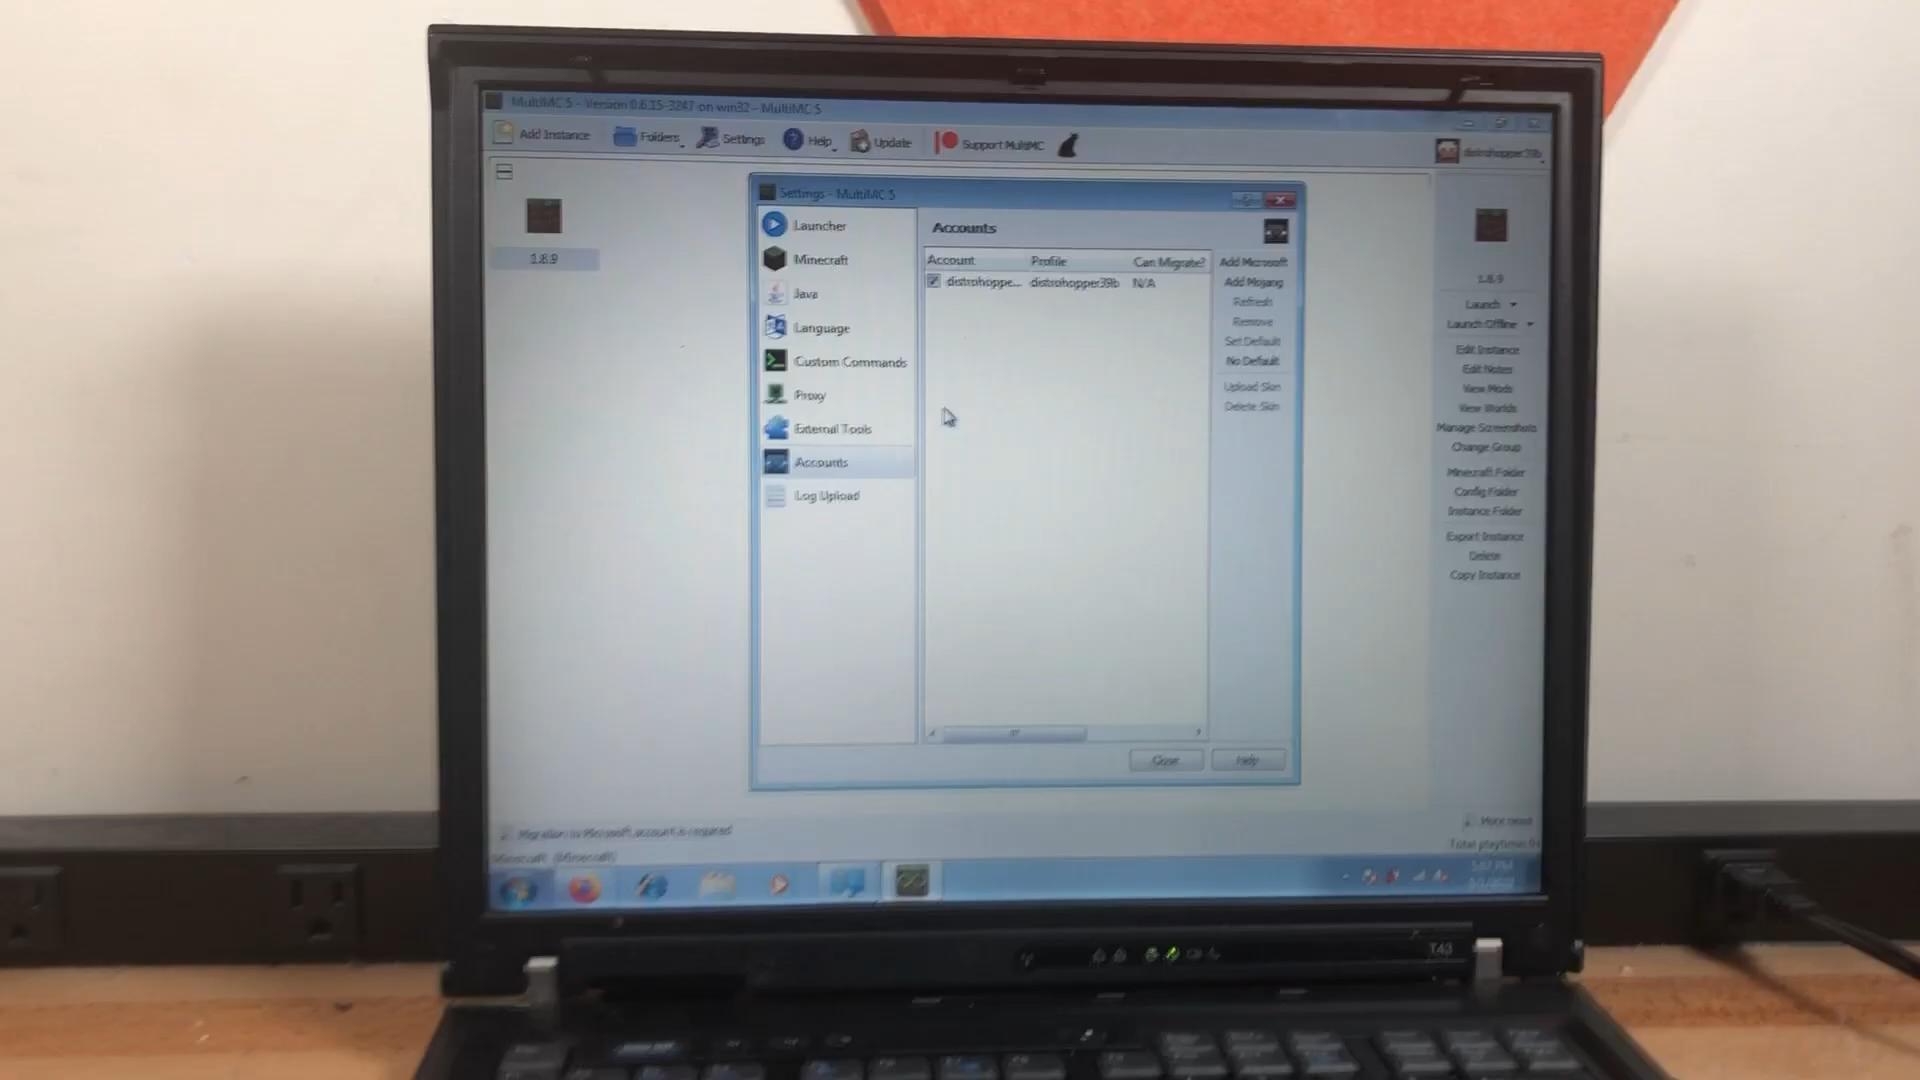 MultiMC 5 - Version 0.6.15-3247 on win32 - MultiMC 5
Add Instance Folders Settings Help Update Support MultiMC
distrohopper39b
1.8.9
Settings - MultiMC 5
Launcher
Minecraft
Java
Language
Custom Commands
Proxy
External Tools
Accounts
Log Upload
Accounts
Account Profile Can Migrate?
distrohoppe... distrohopper39b N/A
Add Microsoft
Add Mojang
Refresh
Remove
Set Default
No Default
Upload Skin
Delete Skin
Close Help
1.8.9
Launch
Launch Offline
Edit Instance
Edit Notes
View Mods
View Worlds
Manage Screenshots
Change Group
Minecraft Folder
Config Folder
Instance Folder
Export Instance
Delete
Copy Instance
Migration to Microsoft account is required
More news
Minecraft (Minecraft)
Total playtime:
T43